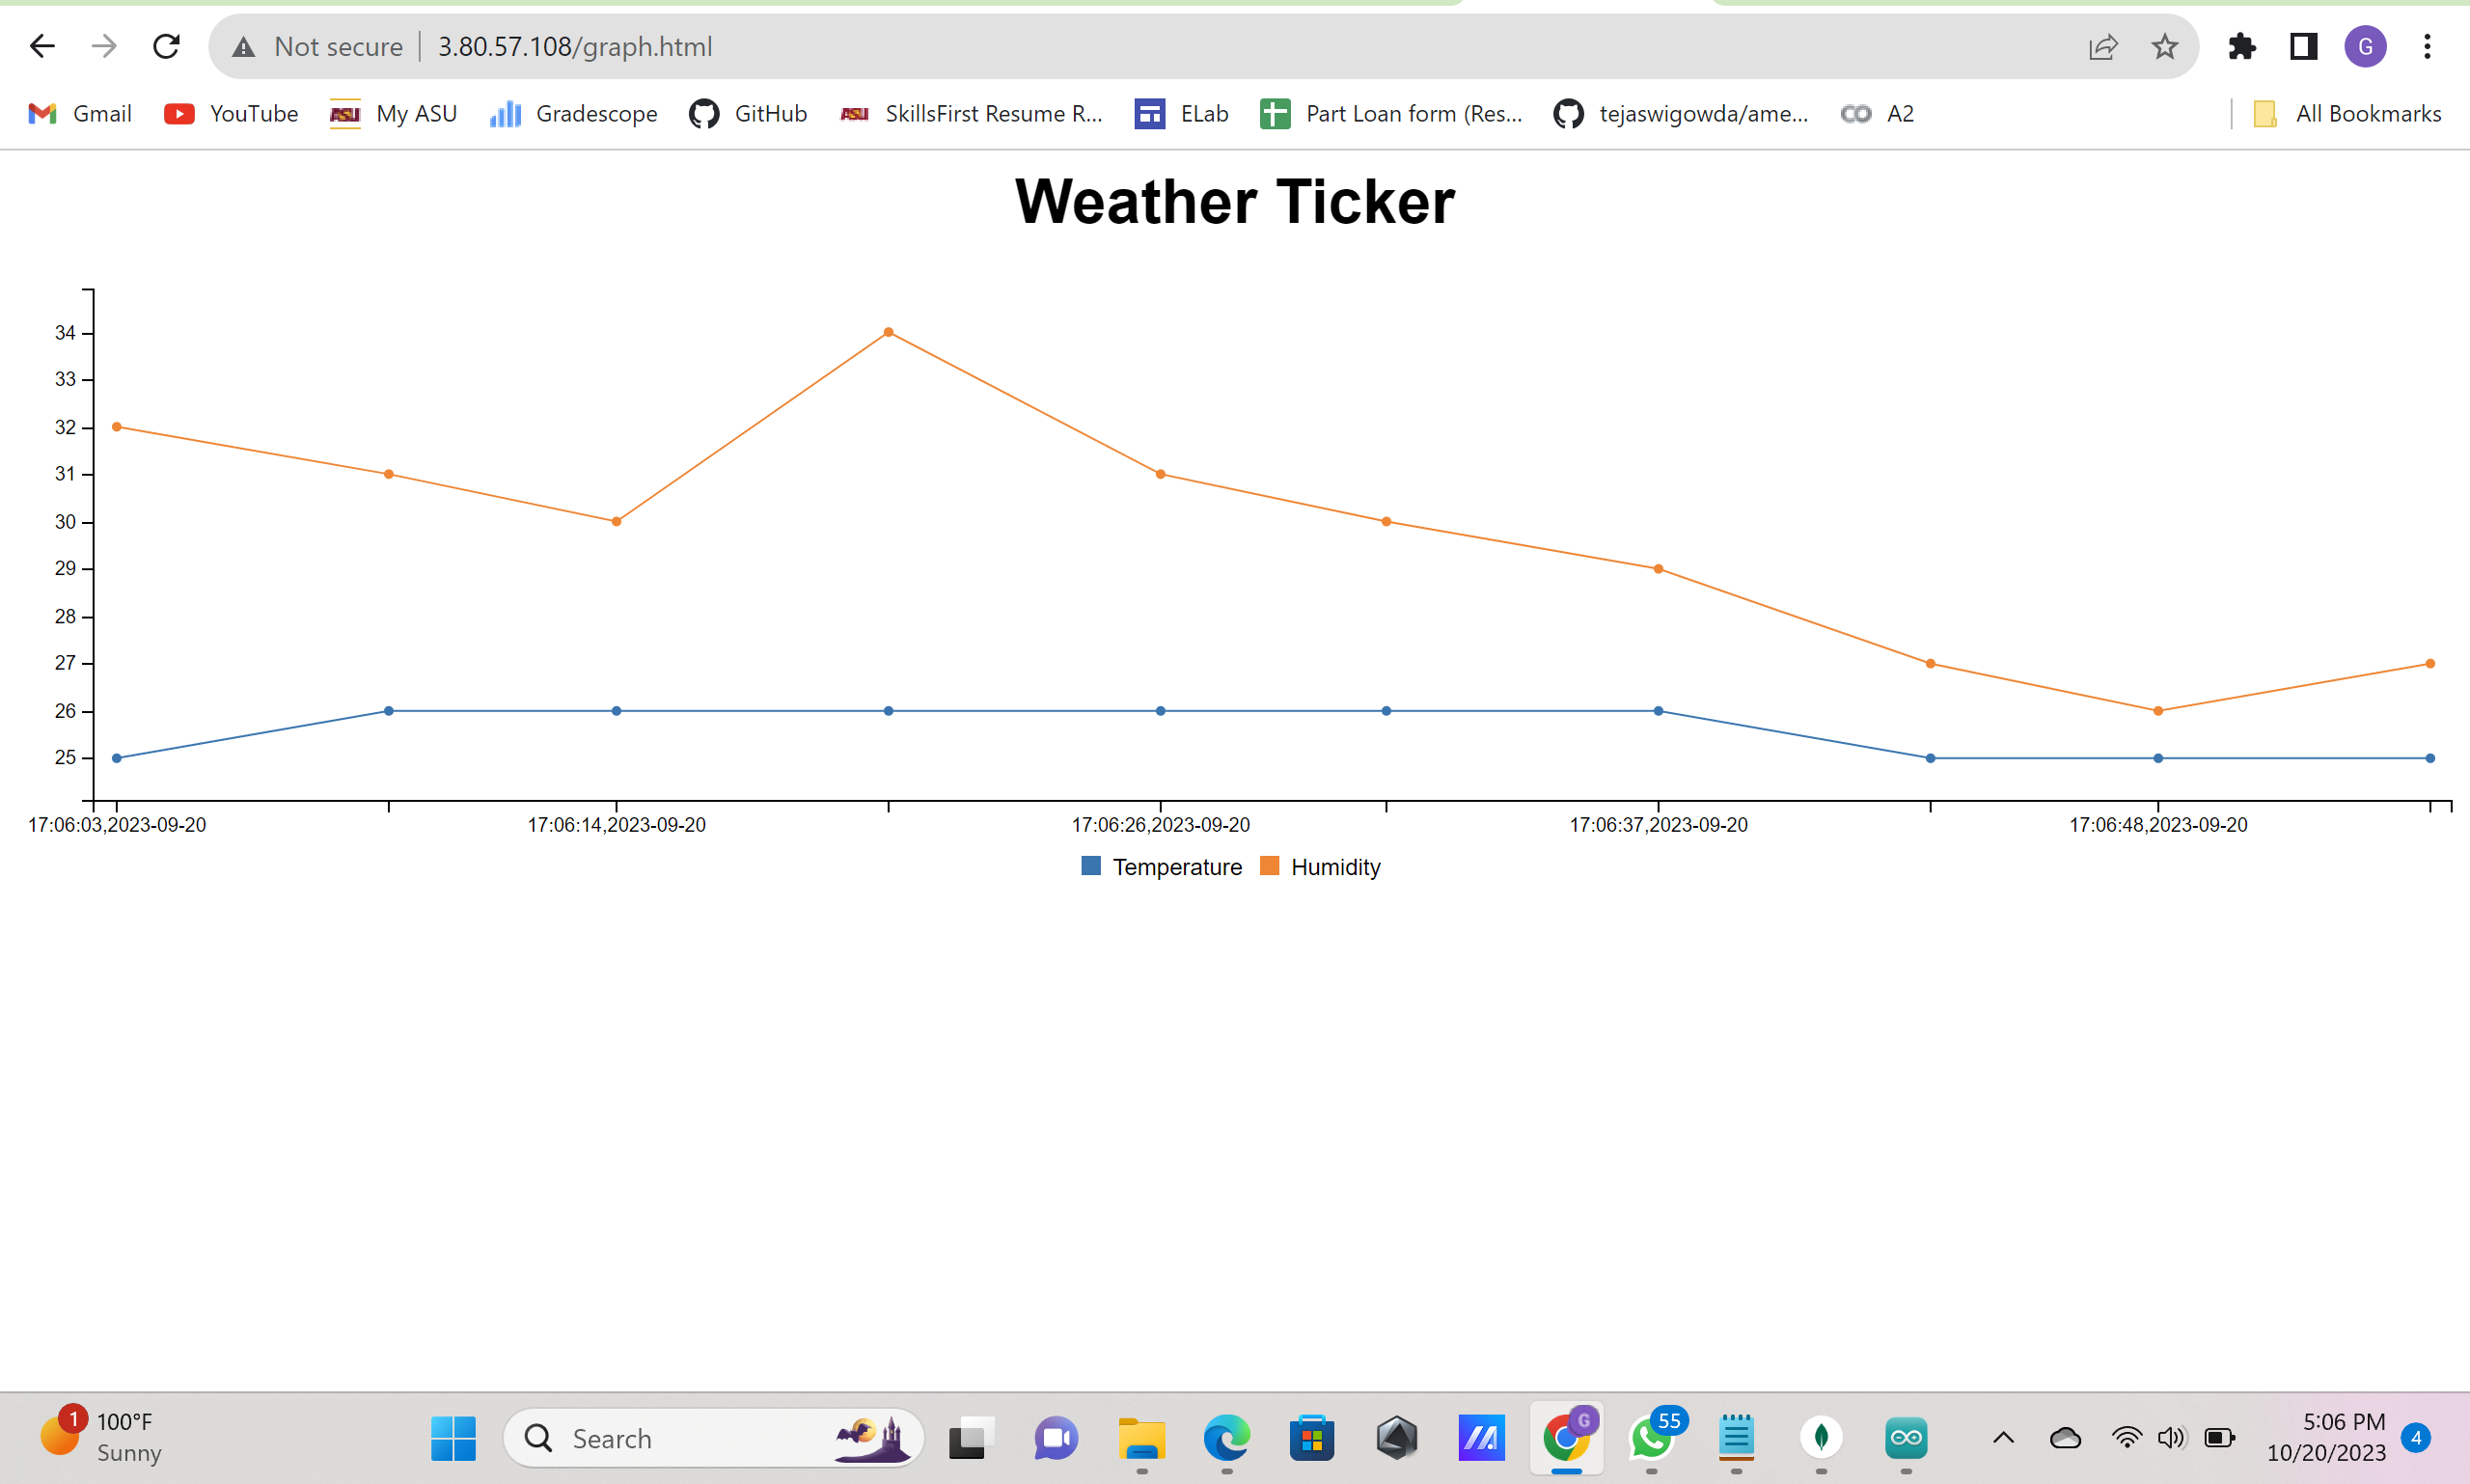 Not secure 3.80.57.108/graph.html G
Gmail YouTube My ASU Gradescope GitHub SkillsFirst Resume R... ELab Part Loan form (Res... tejaswigowda/ame... A2 All Bookmarks
Weather Ticker
34
33
32
31
30
29
28
27
26
25
17:06:03,2023-09-20 17:06:14,2023-09-20 17:06:26,2023-09-20 17:06:37,2023-09-20 17:06:48,2023-09-20
Temperature Humidity
1 100°F
Sunny
Search
G
55
5:06 PM
10/20/2023
4